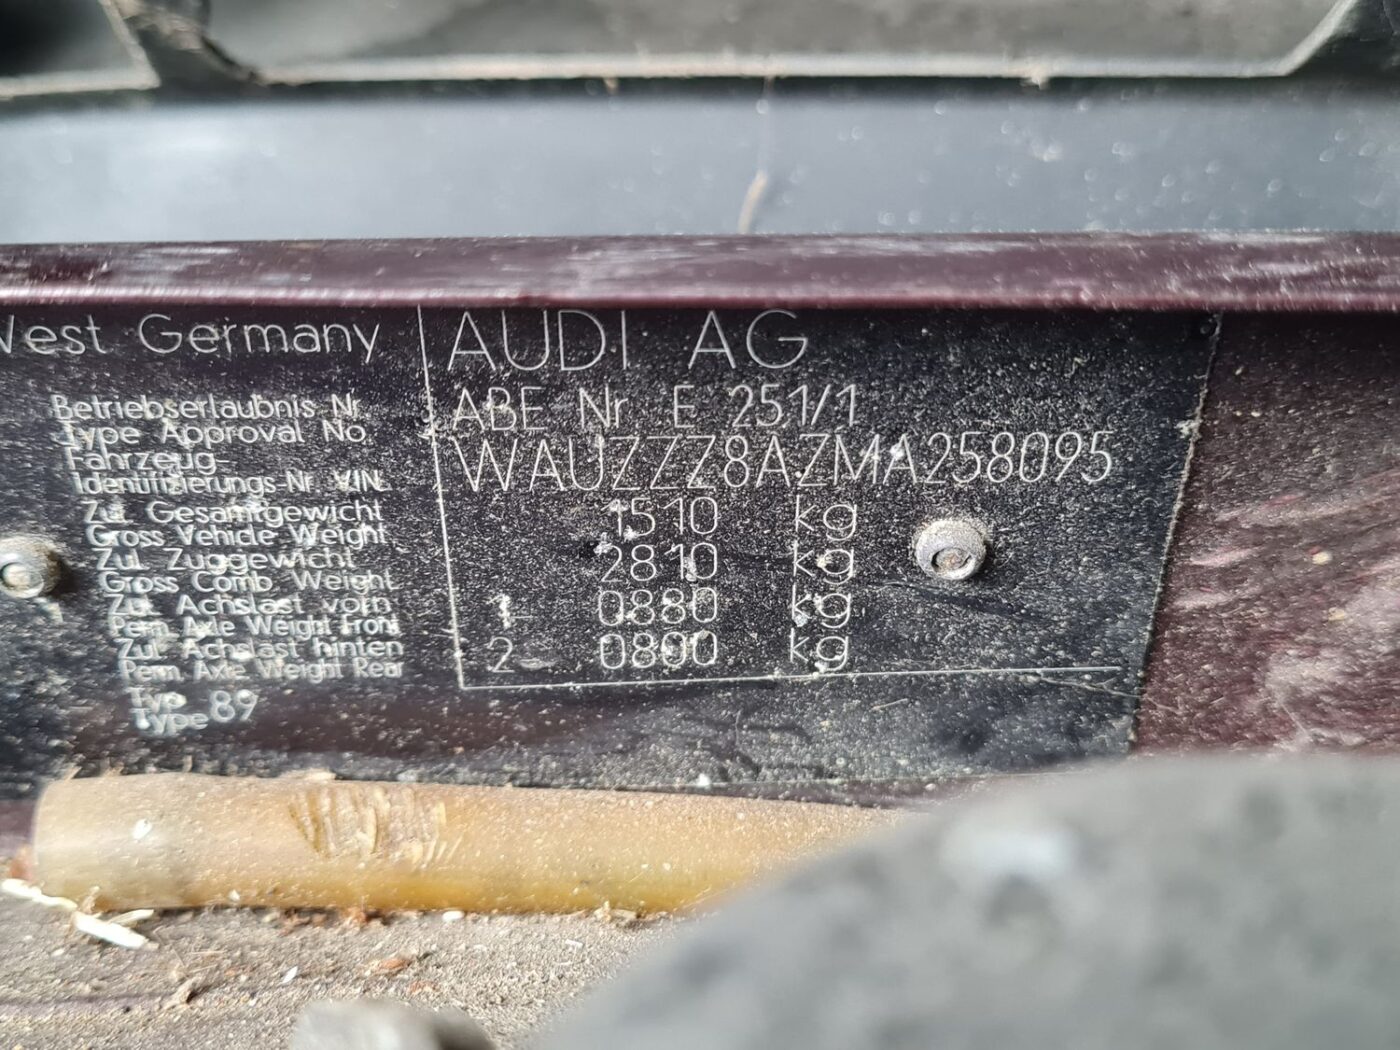 West Germany AUDI AG
Betriebserlaubnis Nr. ABE Nr E 251/1
Type Approval No.
Fahrzeug- WAUZZZ8AZMA258095
Identifizierungs-Nr. VIN
Zul. Gesamtgewicht 1510 kg
Gross Vehicle Weight
Zul. Zuggewicht 2810 kg
Gross Comb. Weight
Zul. Achslast vorn 1- 0880 kg
Perm. Axle Weight Front
Zul. Achslast hinten 2- 0800 kg
Perm. Axle Weight Rear
Typ
Type 89